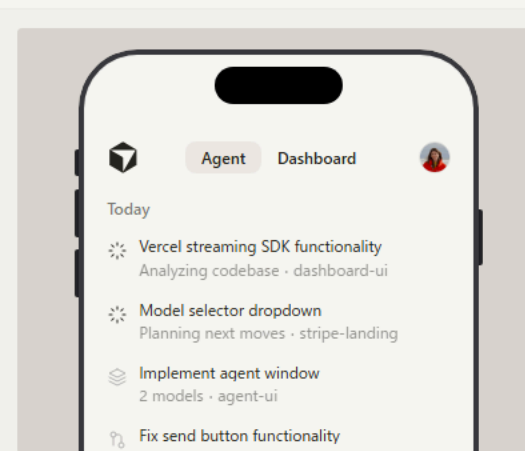 Agent Dashboard
Today
Vercel streaming SDK functionality
Analyzing codebase · dashboard-ui
Model selector dropdown
Planning next moves · stripe-landing
Implement agent window
2 models · agent-ui
Fix send button functionality